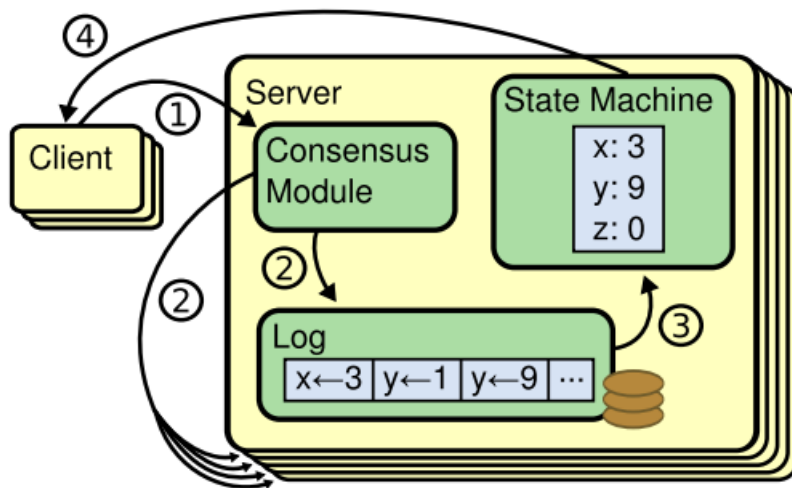 ④
①
Server
State Machine
Client
Consensus
Module
x: 3
y: 9
z: 0
②
②
③
Log
x←3 y←1 y←9 ...